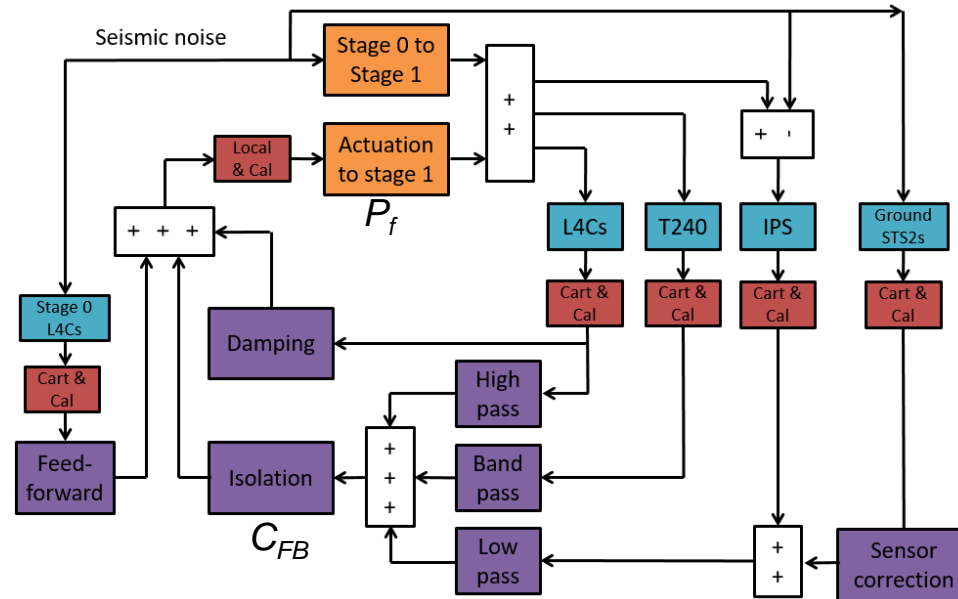 Seismic noise
Stage 0 to
Stage 1
+
+
+ -
Local
& Cal
Actuation
to stage 1
P_f
+ + +
L4Cs
T240
IPS
Ground
STS2s
Stage 0
L4Cs
Cart &
Cal
Cart &
Cal
Cart &
Cal
Cart &
Cal
Cart &
Cal
Damping
High
pass
Feed-
forward
Isolation
+
+
+
Band
pass
C_FB
Low
pass
+
+
Sensor
correction